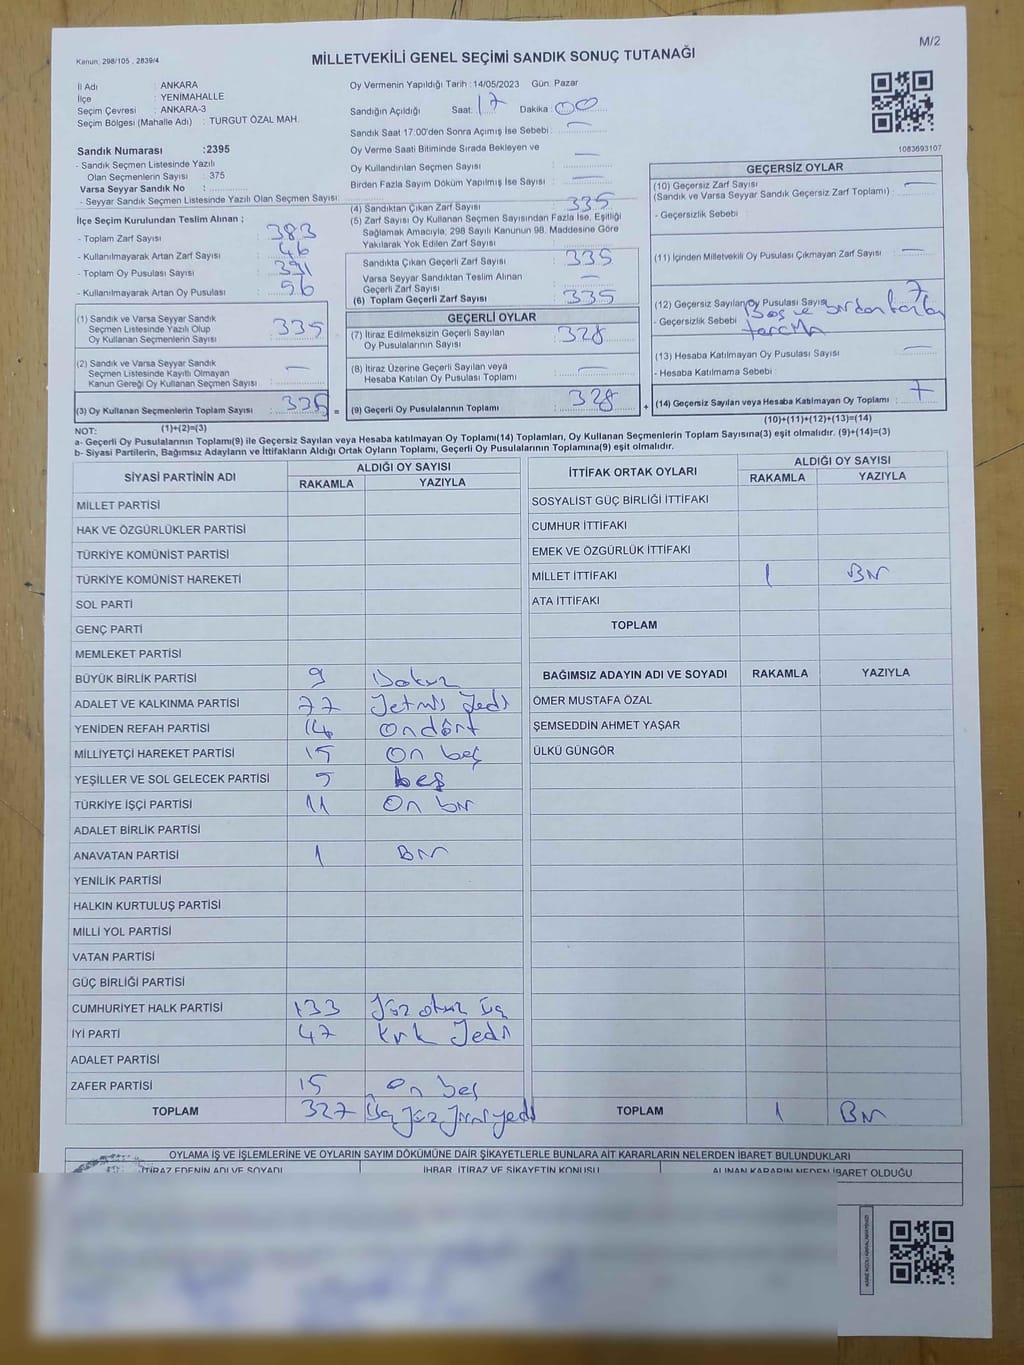 M/2
Kanun, 298/105 , 2839/4
MİLLETVEKİLİ GENEL SEÇİMİ SANDIK SONUÇ TUTANAĞI
İl Adı : ANKARA
İlçe : YENİMAHALLE
Seçim Çevresi : ANKARA-3
Seçim Bölgesi (Mahalle Adı) : TURGUT ÖZAL MAH.
Sandık Numarası :2395
- Sandık Seçmen Listesinde Yazılı
Olan Seçmenlerin Sayısı : 375
Varsa Seyyar Sandık No :
- Seyyar Sandık Seçmen Listesinde Yazılı Olan Seçmen Sayısı:
İlçe Seçim Kurulundan Teslim Alınan ;
- Toplam Zarf Sayısı : 383
- Kullanılmayarak Artan Zarf Sayısı : 46
- Toplam Oy Pusulası Sayısı : 391
- Kullanılmayarak Artan Oy Pusulası : 56
(1) Sandık ve Varsa Seyyar Sandık
Seçmen Listesinde Yazılı Olup
Oy Kullanan Seçmenlerin Sayısı : 335
(2) Sandık ve Varsa Seyyar Sandık
Seçmen Listesinde Kayıtlı Olmayan
Kanun Gereği Oy Kullanan Seçmen Sayısı : —
(3) Oy Kullanan Seçmenlerin Toplam Sayısı : 335 =
Oy Vermenin Yapıldığı Tarih : 14/05/2023 Gün: Pazar
Sandığın Açıldığı Saat: 17 Dakika : 00
Sandık Saat 17:00'den Sonra Açımış İse Sebebi : —
Oy Verme Saati Bitiminde Sırada Bekleyen ve
Oy Kullandırılan Seçmen Sayısı : —
Birden Fazla Sayım Döküm Yapılmış İse Sayısı : —
(4) Sandıktan Çıkan Zarf Sayısı : 335
(5) Zarf Sayısı Oy Kullanan Seçmen Sayısından Fazla İse, Eşitliği
Sağlamak Amacıyla, 298 Sayılı Kanunun 98. Maddesine Göre
Yakılarak Yok Edilen Zarf Sayısı :
Sandıkta Çıkan Geçerli Zarf Sayısı : 335
Varsa Seyyar Sandıktan Teslim Alınan
Geçerli Zarf Sayısı : —
(6) Toplam Geçerli Zarf Sayısı : 335
GEÇERLİ OYLAR
(7) İtiraz Edilmeksizin Geçerli Sayılan
Oy Pusulalarının Sayısı : 328
(8) İtiraz Üzerine Geçerli Sayılan veya
Hesaba Katılan Oy Pusulası Toplamı : —
(9) Geçerli Oy Pusulalarının Toplamı : 328 +
1083693107
GEÇERSİZ OYLAR
(10) Geçersiz Zarf Sayısı : —
(Sandık ve Varsa Seyyar Sandık Geçersiz Zarf Toplamı)
- Geçersizlik Sebebi :
(11) İçinden Milletvekili Oy Pusulası Çıkmayan Zarf Sayısı : —
(12) Geçersiz Sayılan Oy Pusulası Sayısı 7
- Geçersizlik Sebebi Boş ve birden fazla
tercih
(13) Hesaba Katılmayan Oy Pusulası Sayısı : —
- Hesaba Katılmama Sebebi :
(14) Geçersiz Sayılan veya Hesaba Katılmayan Oy Toplamı : 7
NOT: (1)+(2)=(3) (10)+(11)+(12)+(13)=(14)
a- Geçerli Oy Pusulalarının Toplamı(9) ile Geçersiz Sayılan veya Hesaba katılmayan Oy Toplamı(14) Toplamları, Oy Kullanan Seçmenlerin Toplam Sayısına(3) eşit olmalıdır. (9)+(14)=(3)
b- Siyasi Partilerin, Bağımsız Adayların ve İttifakların Aldığı Ortak Oyların Toplamı, Geçerli Oy Pusulalarının Toplamına(9) eşit olmalıdır.
SİYASİ PARTİNİN ADI ALDIĞI OY SAYISI
RAKAMLA YAZIYLA
MİLLET PARTİSİ
HAK VE ÖZGÜRLÜKLER PARTİSİ
TÜRKİYE KOMÜNİST PARTİSİ
TÜRKİYE KOMÜNİST HAREKETİ
SOL PARTİ
GENÇ PARTİ
MEMLEKET PARTİSİ
BÜYÜK BİRLİK PARTİSİ 9 Dokuz
ADALET VE KALKINMA PARTİSİ 77 Yetmiş Yedi
YENİDEN REFAH PARTİSİ 14 on dört
MİLLİYETÇİ HAREKET PARTİSİ 15 On beş
YEŞİLLER VE SOL GELECEK PARTİSİ 5 beş
TÜRKİYE İŞÇİ PARTİSİ 11 On bir
ADALET BİRLİK PARTİSİ
ANAVATAN PARTİSİ 1 Bir
YENİLİK PARTİSİ
HALKIN KURTULUŞ PARTİSİ
MİLLİ YOL PARTİSİ
VATAN PARTİSİ
GÜÇ BİRLİĞİ PARTİSİ
CUMHURİYET HALK PARTİSİ 133 Yüz otuz üç
İYİ PARTİ 47 Kırk Yedi
ADALET PARTİSİ
ZAFER PARTİSİ 15 On beş
TOPLAM 327 Üç Yüz Yirmi yedi
İTTİFAK ORTAK OYLARI ALDIĞI OY SAYISI
RAKAMLA YAZIYLA
SOSYALİST GÜÇ BİRLİĞİ İTTİFAKI
CUMHUR İTTİFAKI
EMEK VE ÖZGÜRLÜK İTTİFAKI
MİLLET İTTİFAKI 1 Bir
ATA İTTİFAKI
TOPLAM
BAĞIMSIZ ADAYIN ADI VE SOYADI RAKAMLA YAZIYLA
ÖMER MUSTAFA ÖZAL
ŞEMSEDDİN AHMET YAŞAR
ÜLKÜ GÜNGÖR
TOPLAM 1 Bir
OYLAMA İŞ VE İŞLEMLERİNE VE OYLARIN SAYIM DÖKÜMÜNE DAİR ŞİKAYETLERLE BUNLARA AİT KARARLARIN NELERDEN İBARET BULUNDUKLARI
İTİRAZ EDENİN ADI VE SOYADI İHBAR, İTİRAZ VE ŞİKAYETİN KONUSU ALINAN KARARIN NEDEN İBARET OLDUĞU